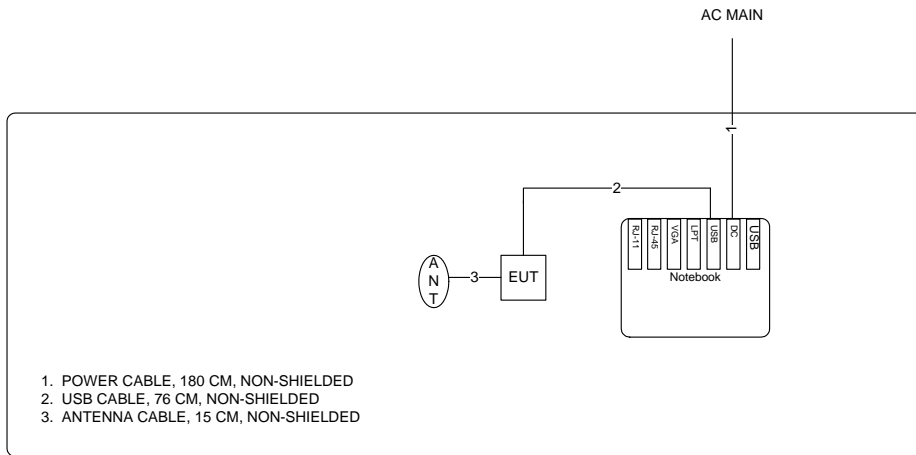 AC MAIN
1
2
RJ-11
RJ-45
VGA
LPT
USB
DC
USB
Notebook
ANT
3
EUT
1. POWER CABLE, 180 CM, NON-SHIELDED
2. USB CABLE, 76 CM, NON-SHIELDED
3. ANTENNA CABLE, 15 CM, NON-SHIELDED